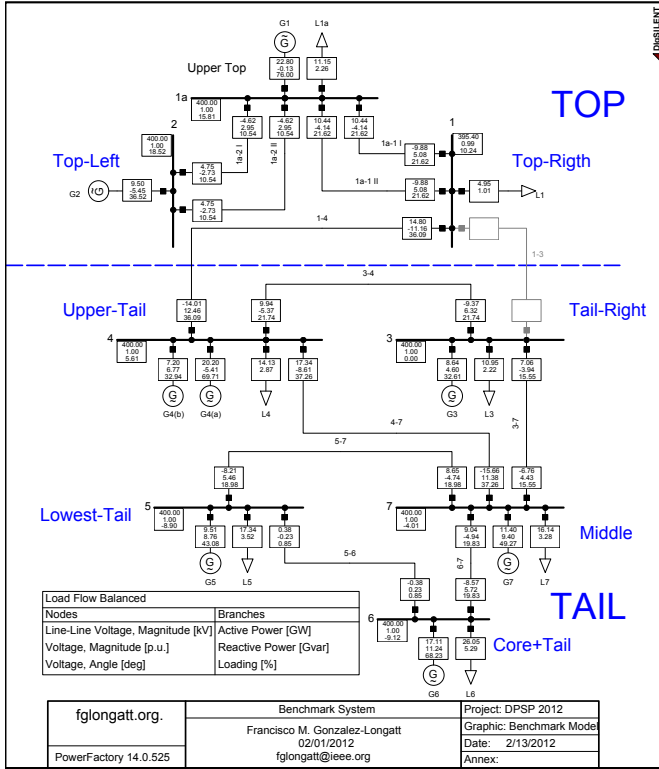 DIgSILENT
G1
L1a
G
~
22.80
-0.13
76.00
11.15
2.26
Upper Top
1a
400.00
1.00
15.81
-4.62
2.95
10.54
-4.62
2.95
10.54
10.44
-4.14
21.62
10.44
-4.14
21.62
TOP
2
400.00
1.00
18.52
1a-2 I
1a-2 II
1a-1 I
1
395.40
0.99
10.24
-9.88
5.08
21.62
Top-Left
Top-Rigth
4.75
-2.73
10.54
G2
G
~
9.50
-5.45
36.52
1a-1 II
-9.88
5.08
21.62
4.95
1.01
L1
4.75
-2.73
10.54
1-4
14.80
-11.16
36.09
1-3
3-4
-14.01
12.46
36.09
9.94
-5.37
21.74
-9.37
6.32
21.74
Upper-Tail
Tail-Right
4
400.00
1.00
5.61
3
400.00
1.00
0.00
7.20
6.77
32.94
20.20
-5.41
69.71
14.13
2.87
17.34
-8.61
37.26
8.64
4.60
32.61
10.95
2.22
7.06
-3.94
15.55
G
~
G
~
G
~
G4(b)
G4(a)
L4
G3
L3
4-7
3-7
5-7
-8.21
5.46
18.98
8.65
-4.74
18.98
-15.66
11.38
37.26
-6.76
4.43
15.55
5
400.00
1.00
-8.90
7
400.00
1.00
-4.01
Lowest-Tail
Middle
9.51
8.76
43.08
17.34
3.52
0.38
-0.23
0.85
9.04
-4.94
19.83
11.40
9.40
49.27
16.14
3.28
G
~
G
~
G5
L5
5-6
6-7
G7
L7
-0.38
0.23
0.85
-8.57
5.72
19.83
TAIL
6
400.00
1.00
-9.12
Core+Tail
17.11
11.24
68.23
26.05
5.29
G
~
G6
L6
Load Flow Balanced
Nodes
Branches
Line-Line Voltage, Magnitude [kV]
Active Power [GW]
Voltage, Magnitude [p.u.]
Reactive Power [Gvar]
Voltage, Angle [deg]
Loading [%]
fglongatt.org.
PowerFactory 14.0.525
Benchmark System
Francisco M. Gonzalez-Longatt
02/01/2012
fglongatt@ieee.org
Project: DPSP 2012
Graphic: Benchmark Model
Date: 2/13/2012
Annex: